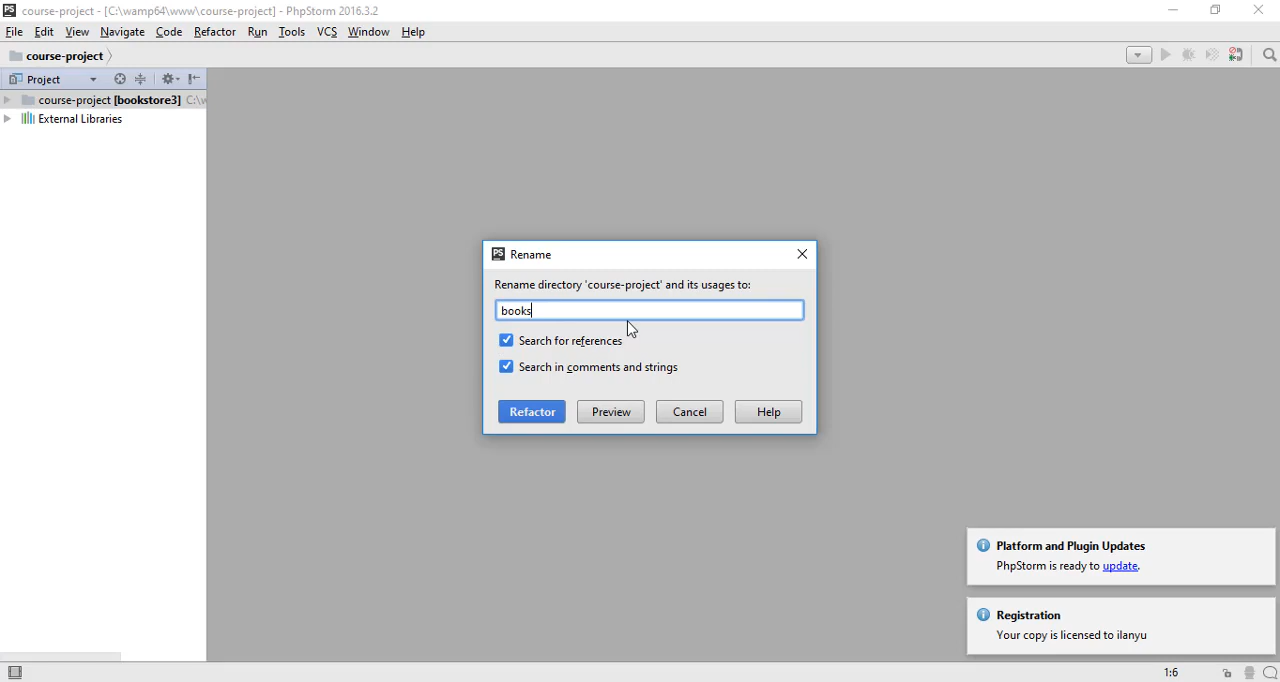 course-project - [C:\wamp64\www\course-project] - PhpStorm 2016.3.2
File Edit View Navigate Code Refactor Run Tools VCS Window Help
course-project
Project
course-project [bookstore3] C:\w
External Libraries
Rename
Rename directory 'course-project' and its usages to:
books
Search for references
Search in comments and strings
Refactor Preview Cancel Help
Platform and Plugin Updates
PhpStorm is ready to update.
Registration
Your copy is licensed to ilanyu
1:6